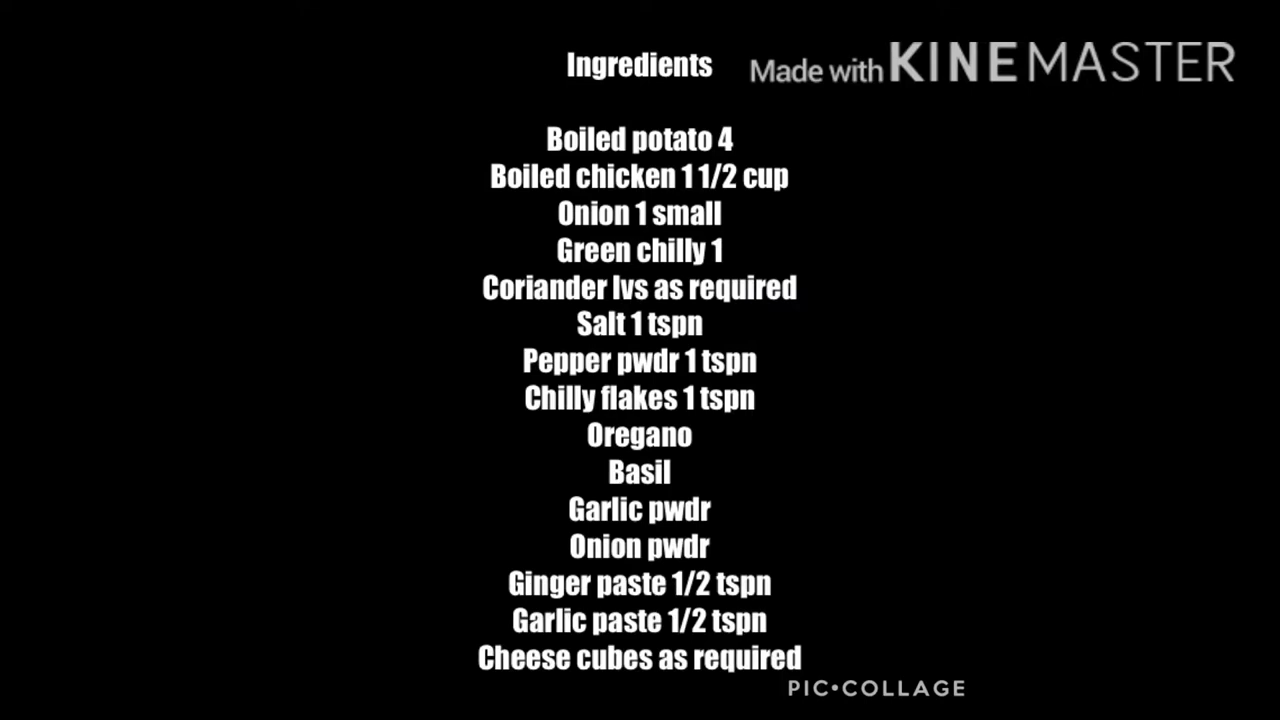 Ingredients
Made with KINEMASTER
Boiled potato 4
Boiled chicken 1 1/2 cup
Onion 1 small
Green chilly 1
Coriander lvs as required
Salt 1 tspn
Pepper pwdr 1 tspn
Chilly flakes 1 tspn
Oregano
Basil
Garlic pwdr
Onion pwdr
Ginger paste 1/2 tspn
Garlic paste 1/2 tspn
Cheese cubes as required
PIC•COLLAGE